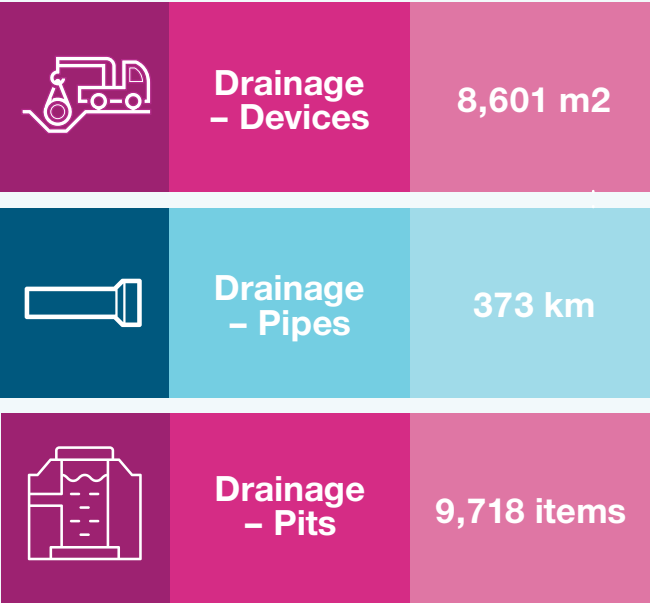 Drainage
– Devices
8,601 m2
Drainage
– Pipes
373 km
Drainage
– Pits
9,718 items